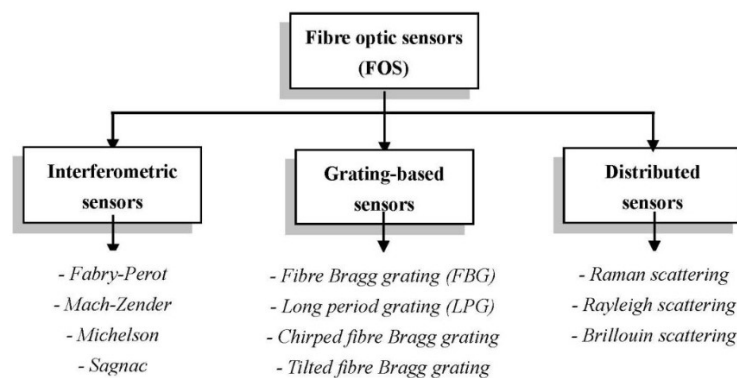 Fibre optic sensors
(FOS)
Interferometric
sensors
- Fabry-Perot
- Mach-Zender
- Michelson
- Sagnac
Grating-based
sensors
- Fibre Bragg grating (FBG)
- Long period grating (LPG)
- Chirped fibre Bragg grating
- Tilted fibre Bragg grating
Distributed
sensors
- Raman scattering
- Rayleigh scattering
- Brillouin scattering